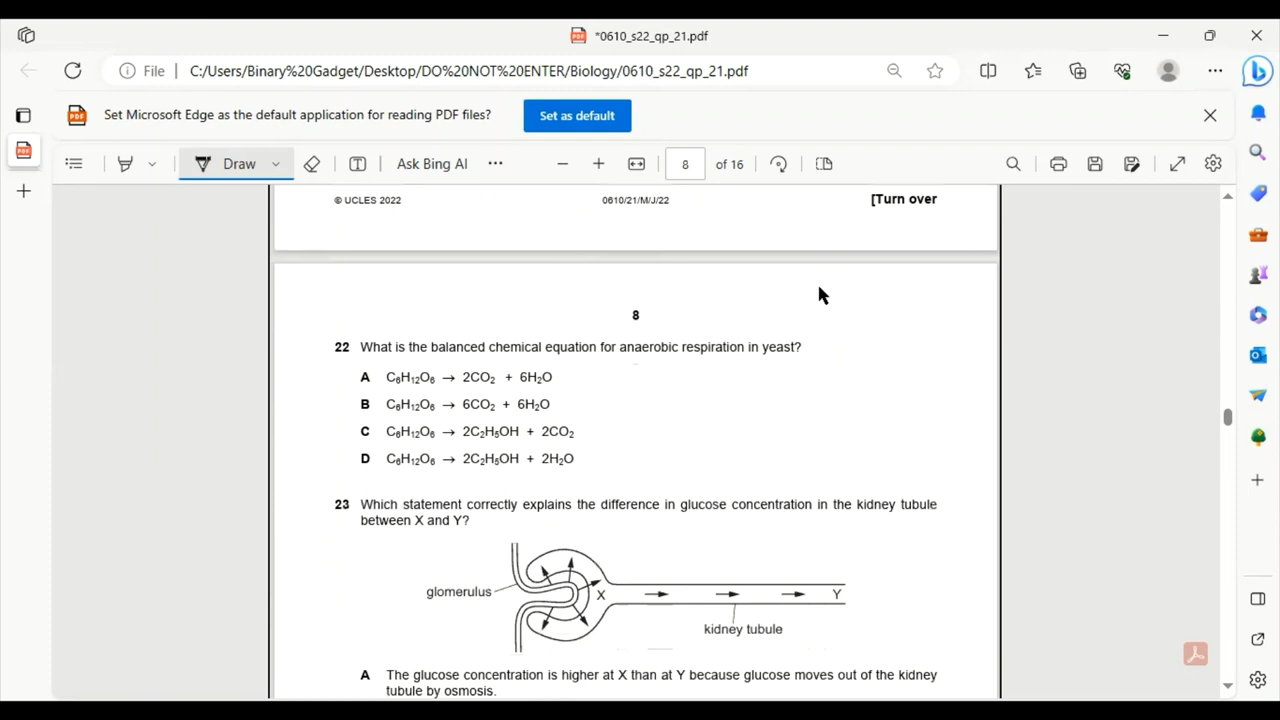 *0610_s22_qp_21.pdf
File C:/Users/Binary%20Gadget/Desktop/DO%20NOT%20ENTER/Biology/0610_s22_qp_21.pdf
Set Microsoft Edge as the default application for reading PDF files? Set as default
Draw Ask Bing AI 8 of 16
© UCLES 2022 0610/21/M/J/22 [Turn over
8
22 What is the balanced chemical equation for anaerobic respiration in yeast?
A C₆H₁₂O₆ → 2CO₂ + 6H₂O
B C₆H₁₂O₆ → 6CO₂ + 6H₂O
C C₆H₁₂O₆ → 2C₂H₅OH + 2CO₂
D C₆H₁₂O₆ → 2C₂H₅OH + 2H₂O
23 Which statement correctly explains the difference in glucose concentration in the kidney tubule
between X and Y?
glomerulus X Y
kidney tubule
A The glucose concentration is higher at X than at Y because glucose moves out of the kidney
tubule by osmosis.